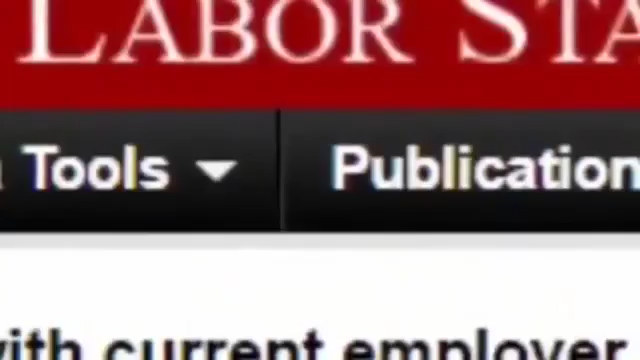 LABOR STA
Tools Publication
with current employer